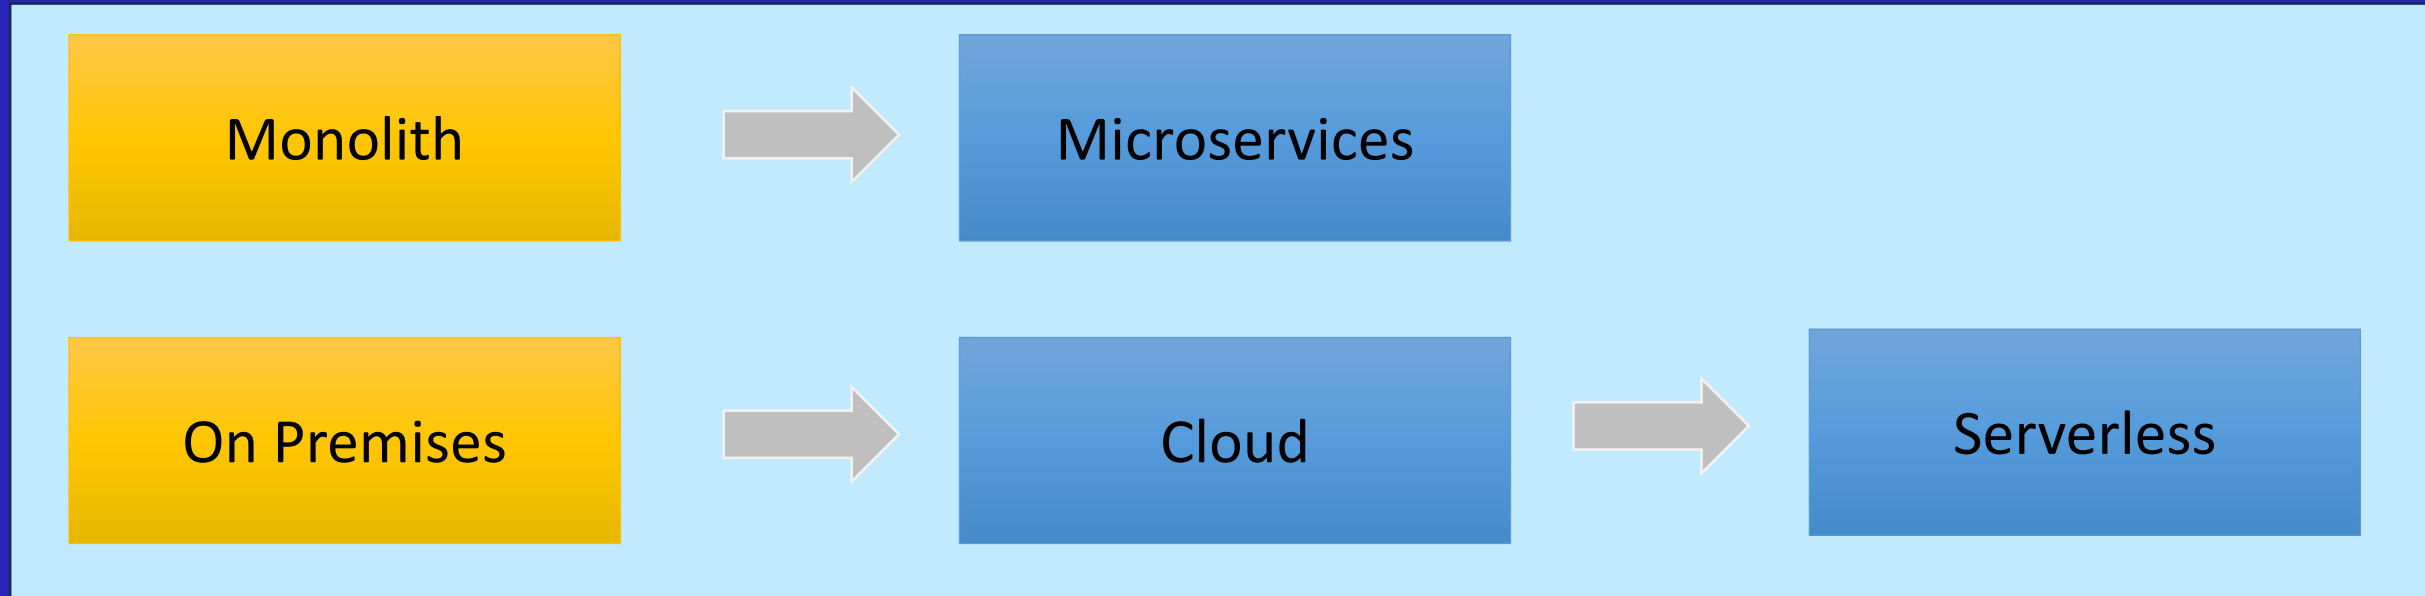 Monolith
Microservices
On Premises
Cloud
Serverless